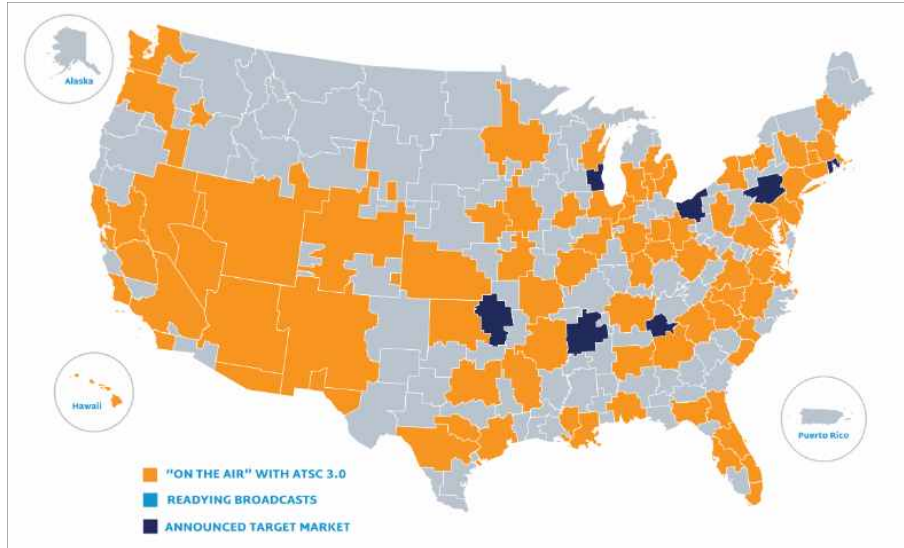 Alaska
Hawaii
Puerto Rico
"ON THE AIR" WITH ATSC 3.0
READYING BROADCASTS
ANNOUNCED TARGET MARKET